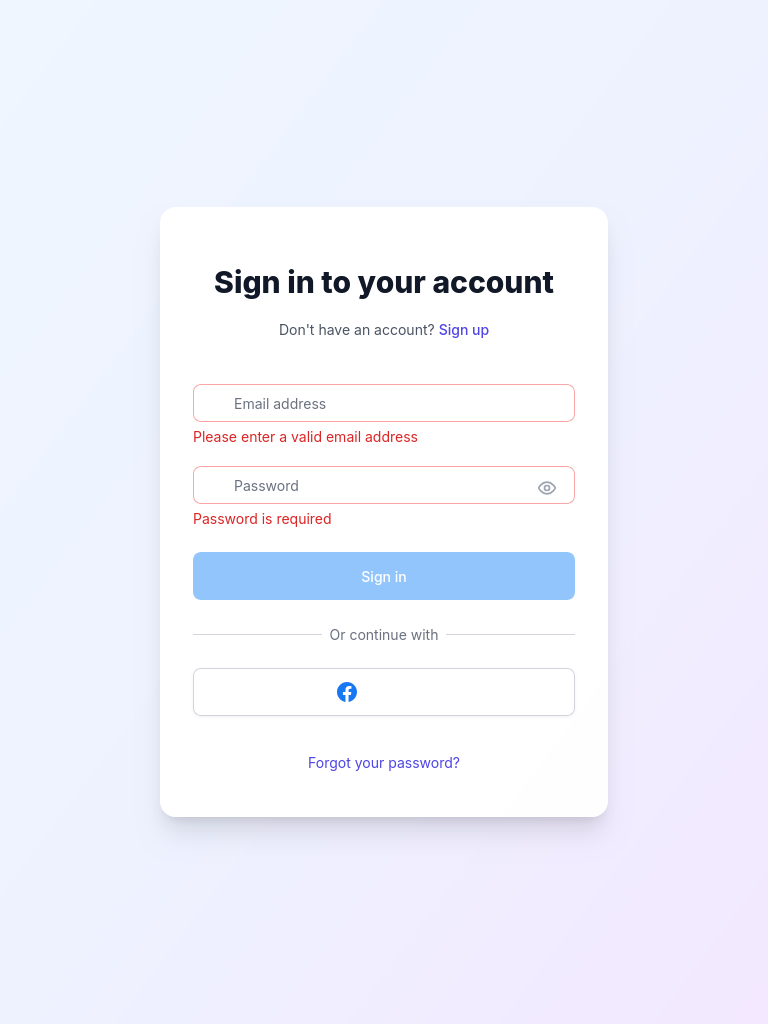 Sign in to your account
Don't have an account? Sign up
Email address
Please enter a valid email address
Password
Password is required
Sign in
Or continue with
Forgot your password?